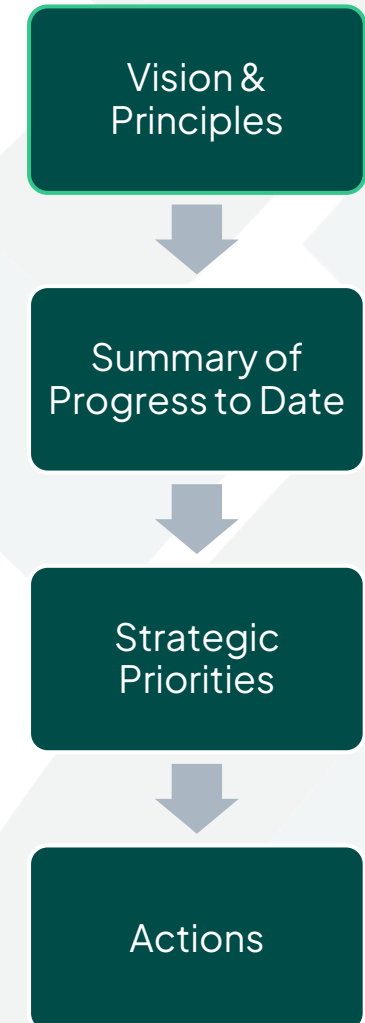 Vision &
Principles
Summary of
Progress to Date
Strategic
Priorities
Actions